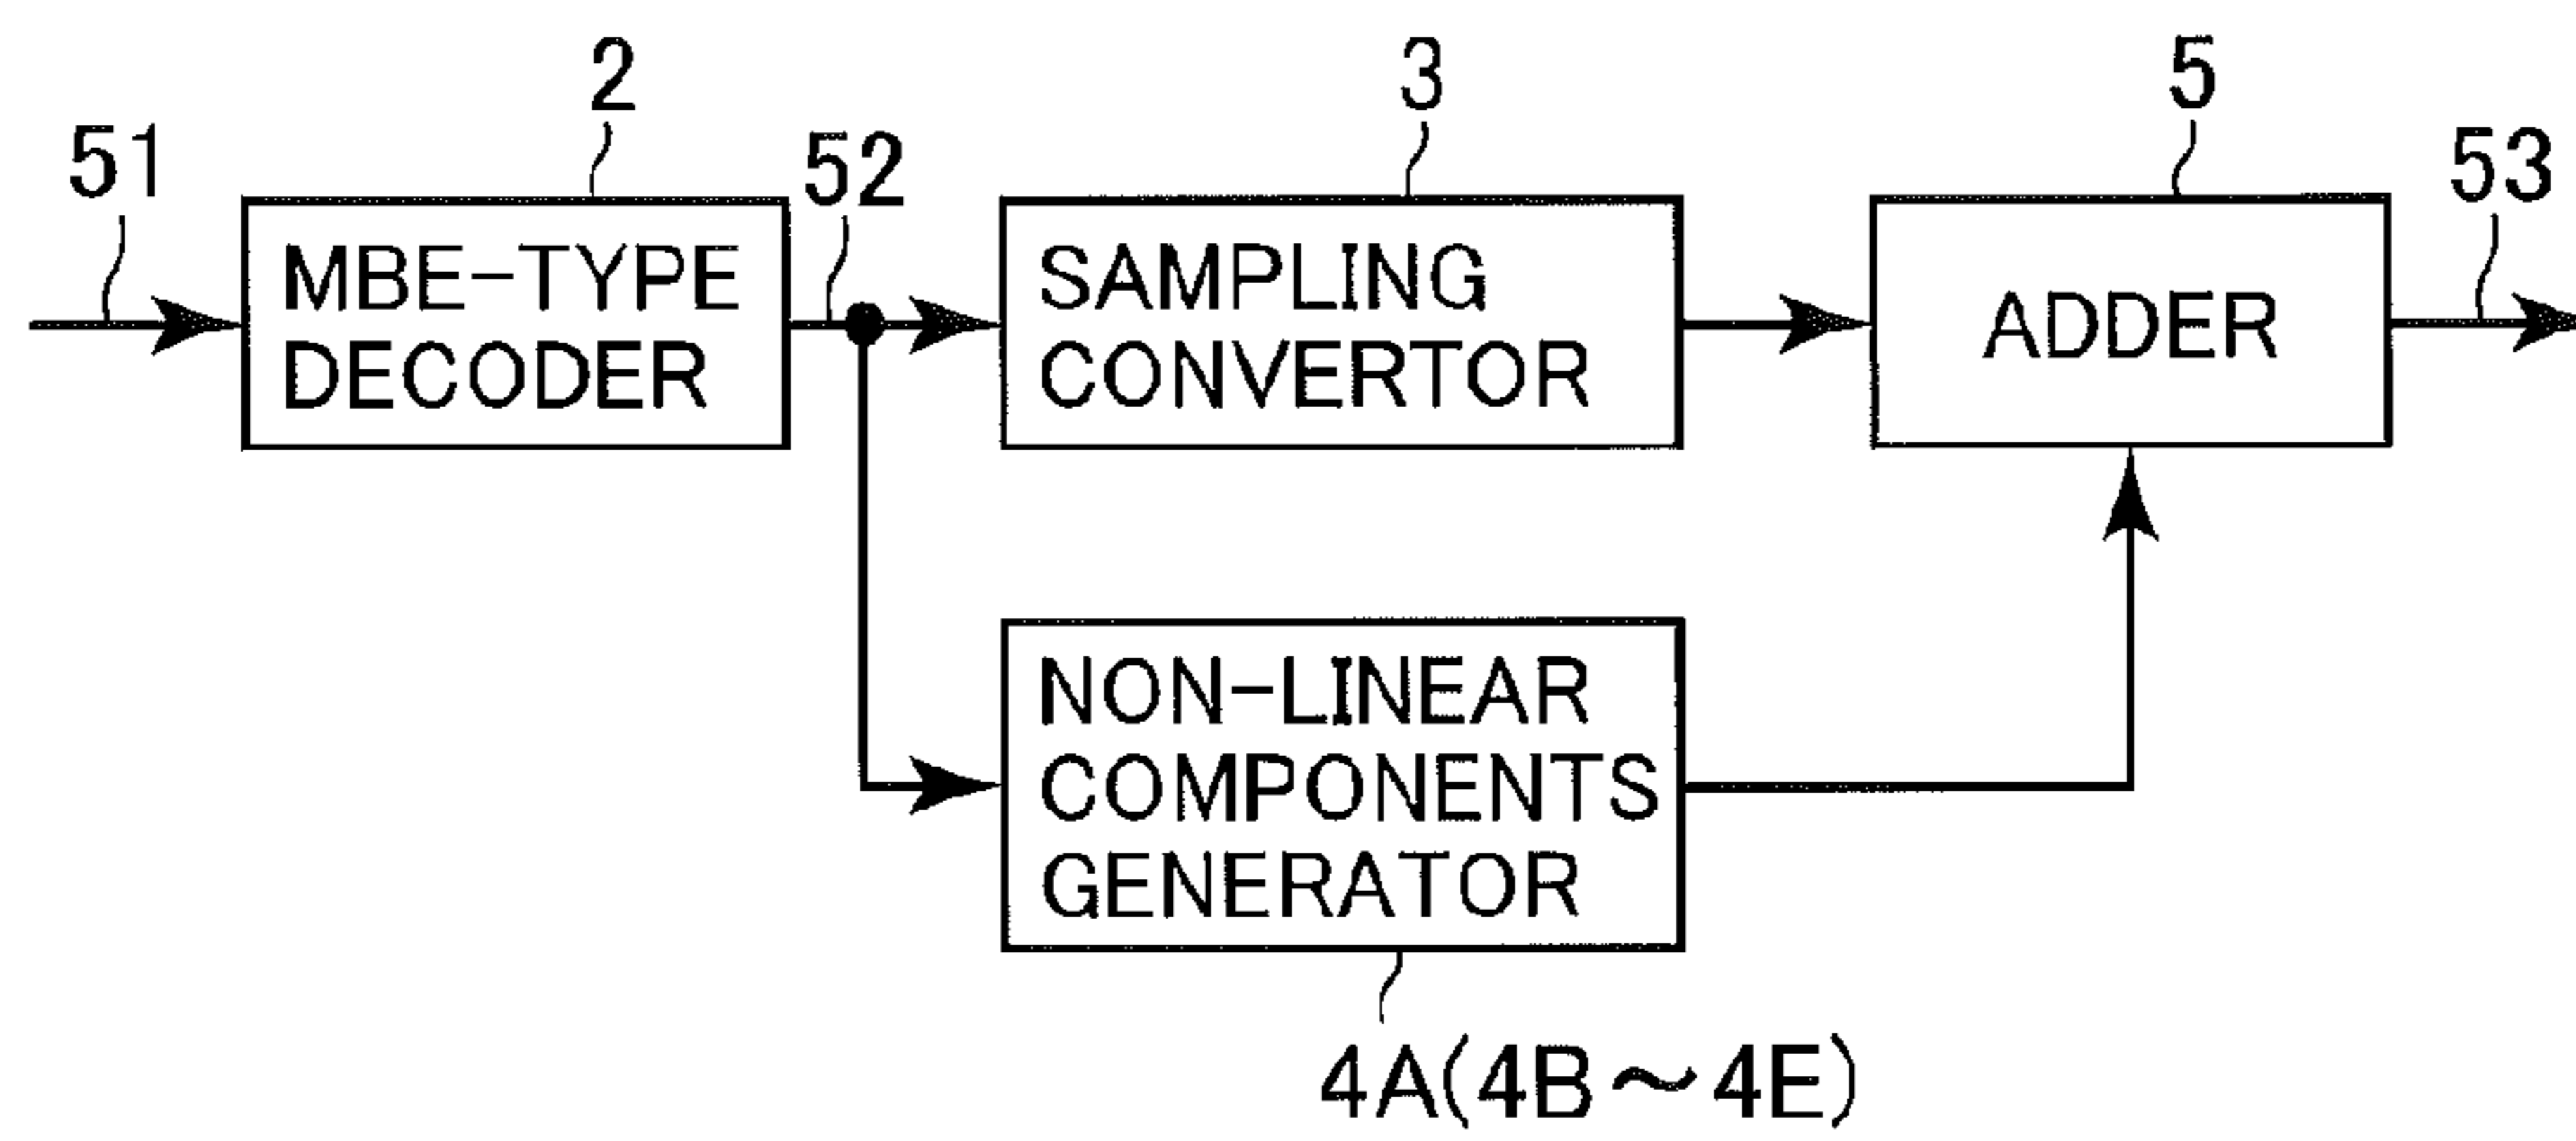 2
3
5
51
52
53
MBE-TYPE
DECODER
SAMPLING
CONVERTOR
ADDER
NON-LINEAR
COMPONENTS
GENERATOR
4A(4B～4E)